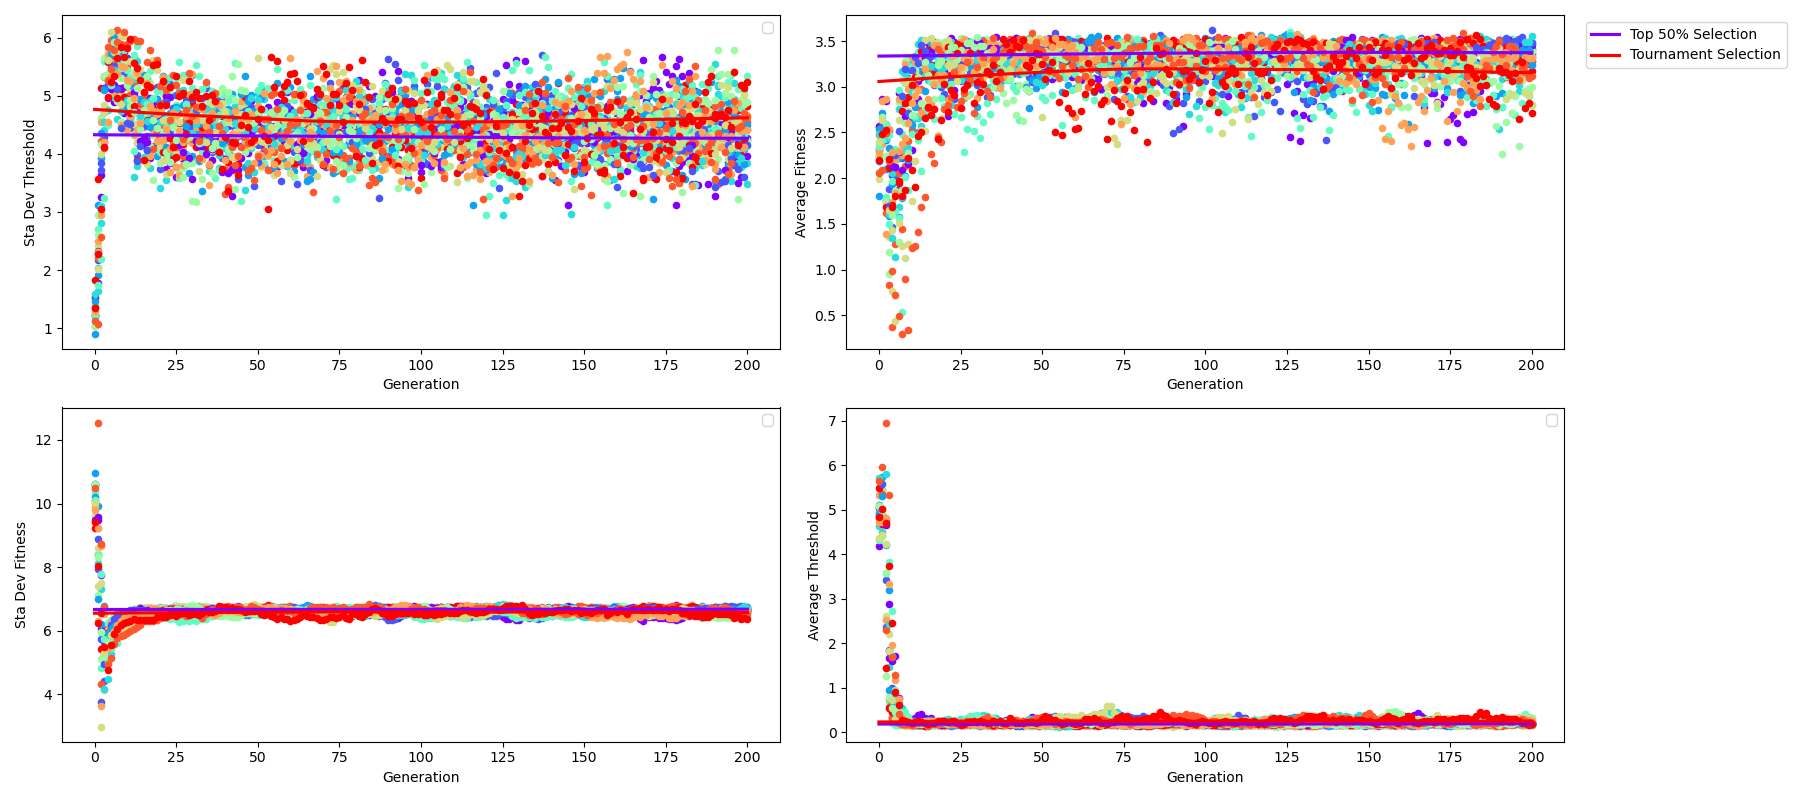 Sta Dev Threshold
6
5
4
3
2
1
0 25 50 75 100 125 150 175 200
Generation
Average Fitness
3.5
3.0
2.5
2.0
1.5
1.0
0.5
0 25 50 75 100 125 150 175 200
Generation
Top 50% Selection
Tournament Selection
Sta Dev Fitness
12
10
8
6
4
0 25 50 75 100 125 150 175 200
Generation
Average Threshold
7
6
5
4
3
2
1
0
0 25 50 75 100 125 150 175 200
Generation